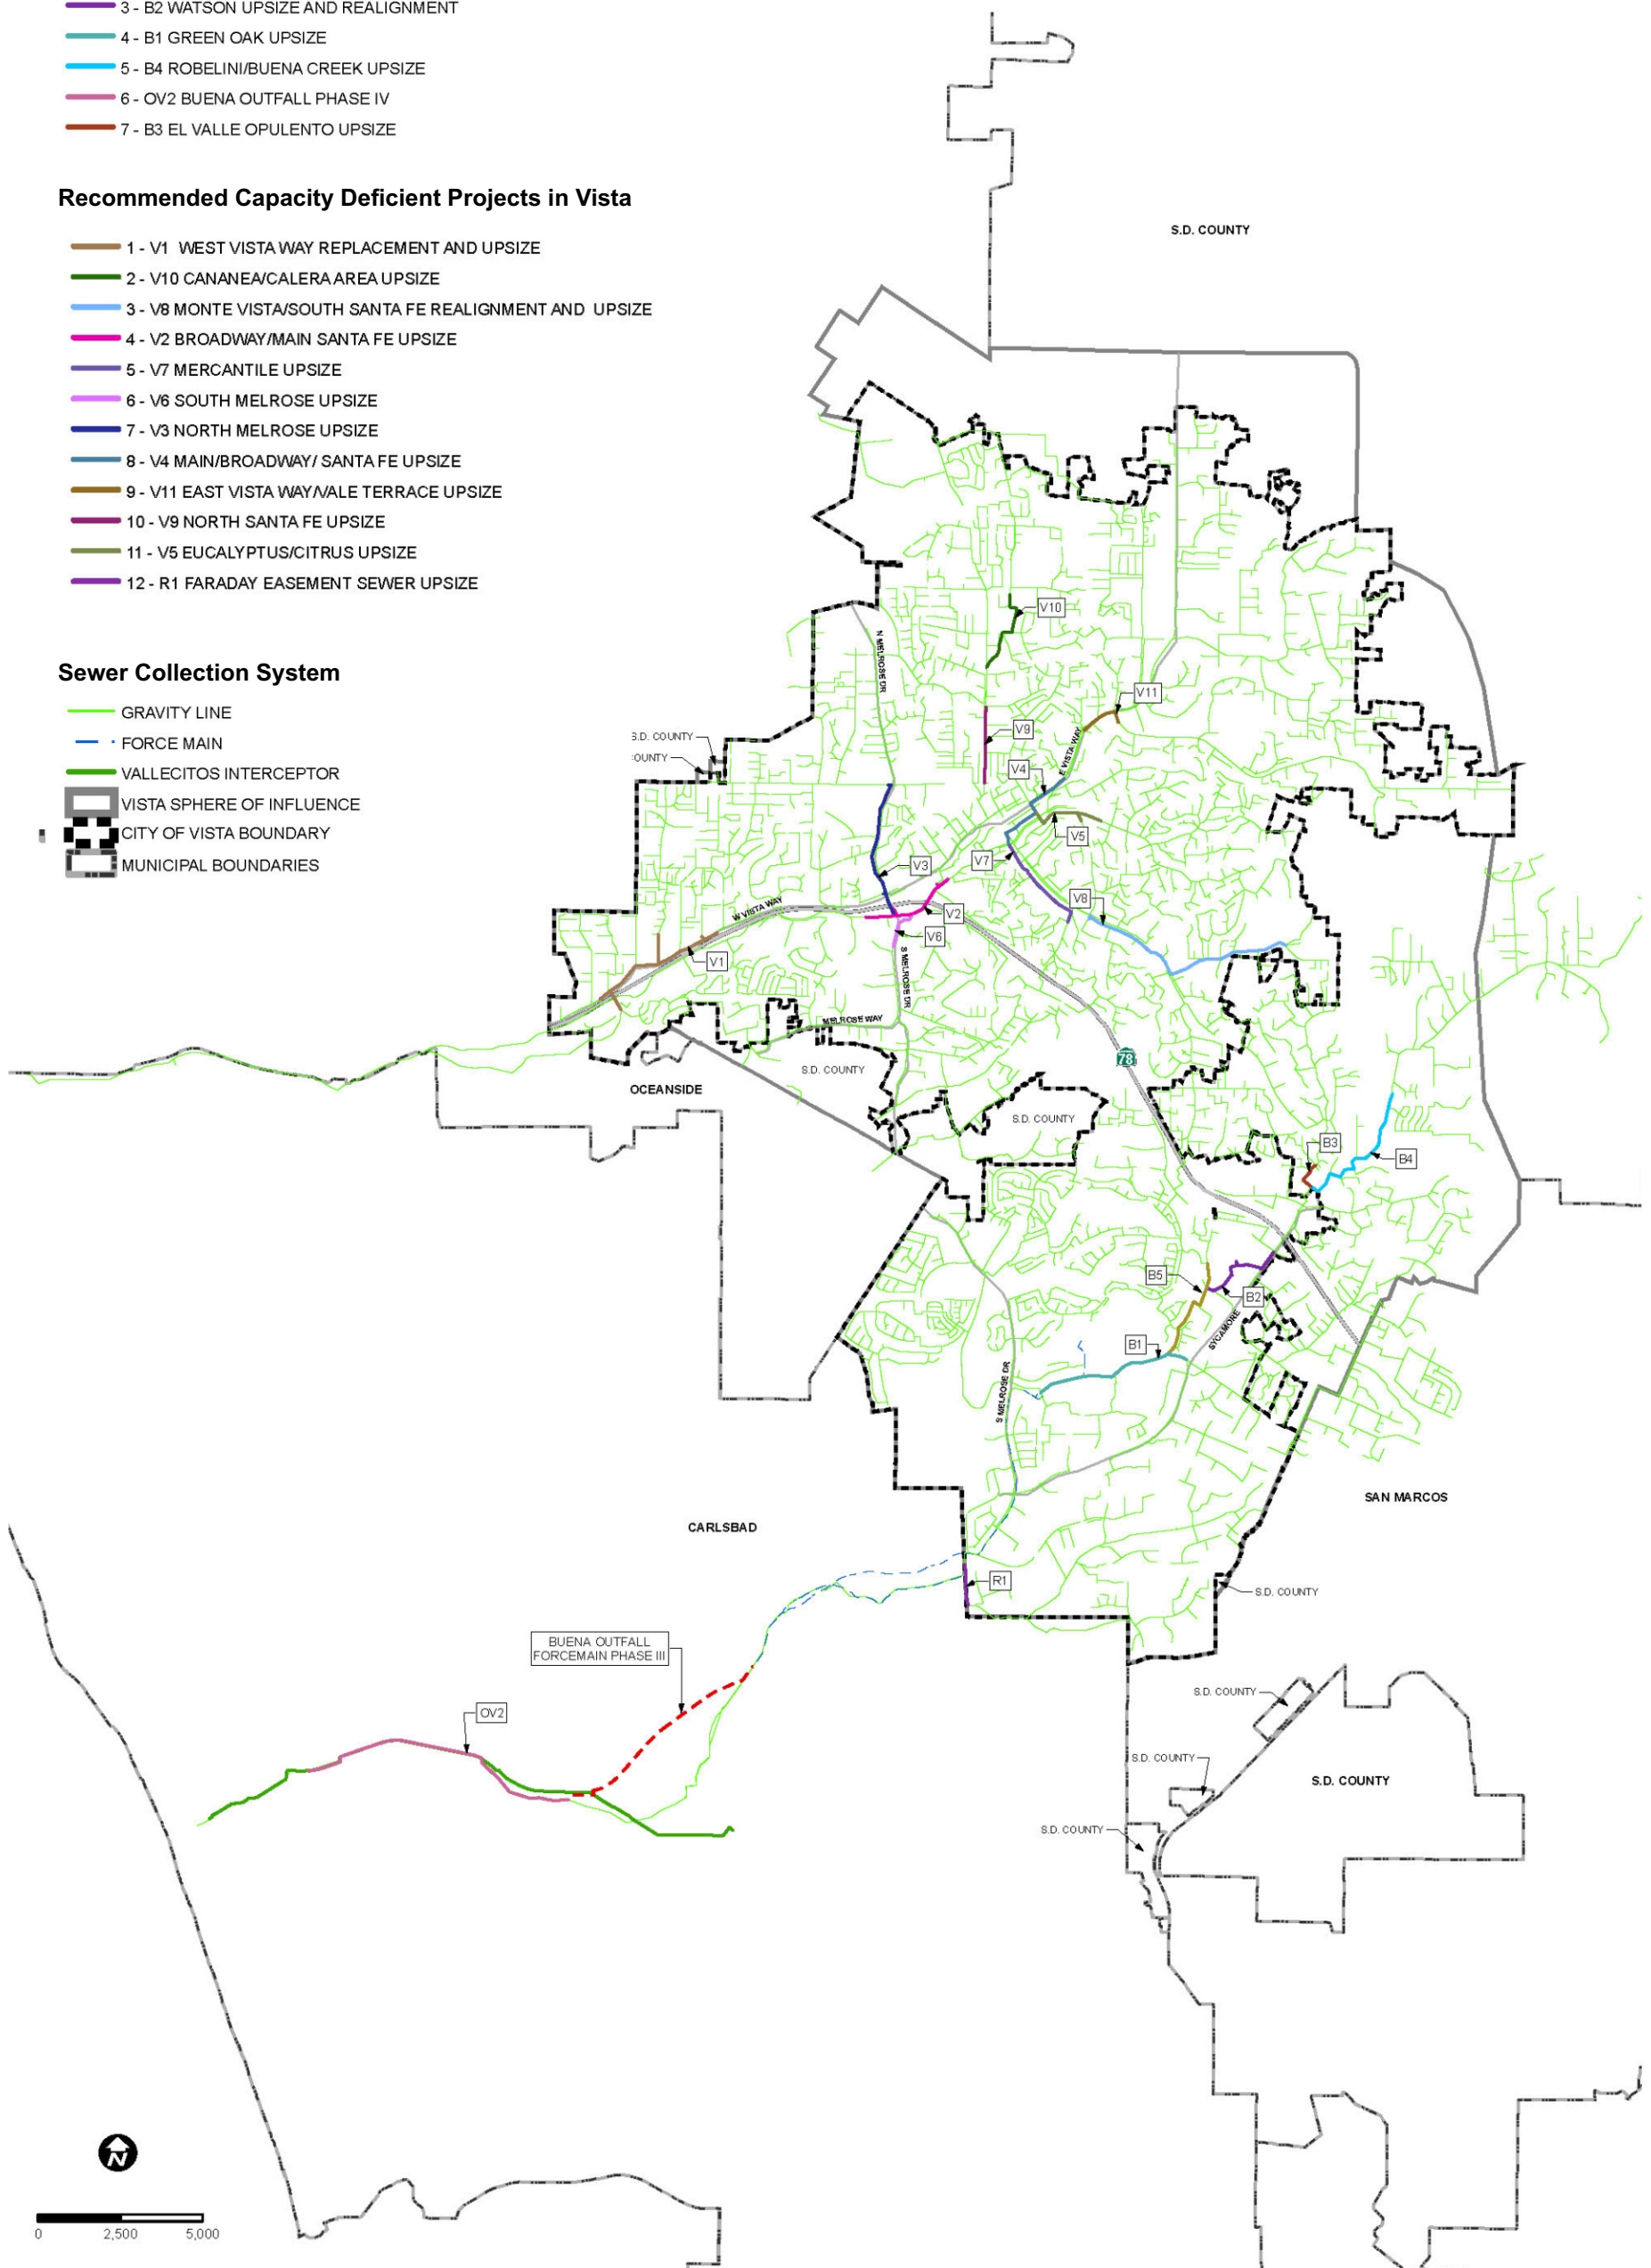 3 - B2 WATSON UPSIZE AND REALIGNMENT
4 - B1 GREEN OAK UPSIZE
5 - B4 ROBELINI/BUENA CREEK UPSIZE
6 - OV2 BUENA OUTFALL PHASE IV
7 - B3 EL VALLE OPULENTO UPSIZE
Recommended Capacity Deficient Projects in Vista
1 - V1 WEST VISTA WAY REPLACEMENT AND UPSIZE
2 - V10 CANANEA/CALERA AREA UPSIZE
3 - V8 MONTE VISTA/SOUTH SANTA FE REALIGNMENT AND UPSIZE
4 - V2 BROADWAY/MAIN SANTA FE UPSIZE
5 - V7 MERCANTILE UPSIZE
6 - V6 SOUTH MELROSE UPSIZE
7 - V3 NORTH MELROSE UPSIZE
8 - V4 MAIN/BROADWAY/ SANTA FE UPSIZE
9 - V11 EAST VISTA WAY/VALE TERRACE UPSIZE
10 - V9 NORTH SANTA FE UPSIZE
11 - V5 EUCALYPTUS/CITRUS UPSIZE
12 - R1 FARADAY EASEMENT SEWER UPSIZE
Sewer Collection System
GRAVITY LINE
FORCE MAIN
VALLECITOS INTERCEPTOR
VISTA SPHERE OF INFLUENCE
CITY OF VISTA BOUNDARY
MUNICIPAL BOUNDARIES
S.D. COUNTY
V10
N MELROSE DR
V11
V9
E VISTA WAY
S.D. COUNTY
OUNTY
V4
V5
V7
V3
V8
W VISTA WAY
V2
V6
V1
S MELROSE DR
MELROSE WAY
78
S.D. COUNTY
OCEANSIDE
S.D. COUNTY
B3
B4
B5
B2
SYCAMORE
B1
S MELROSE DR
SAN MARCOS
CARLSBAD
R1
S.D. COUNTY
BUENA OUTFALL
FORCEMAIN PHASE III
S.D. COUNTY
OV2
S.D. COUNTY
S.D. COUNTY
S.D. COUNTY
N
0 2,500 5,000